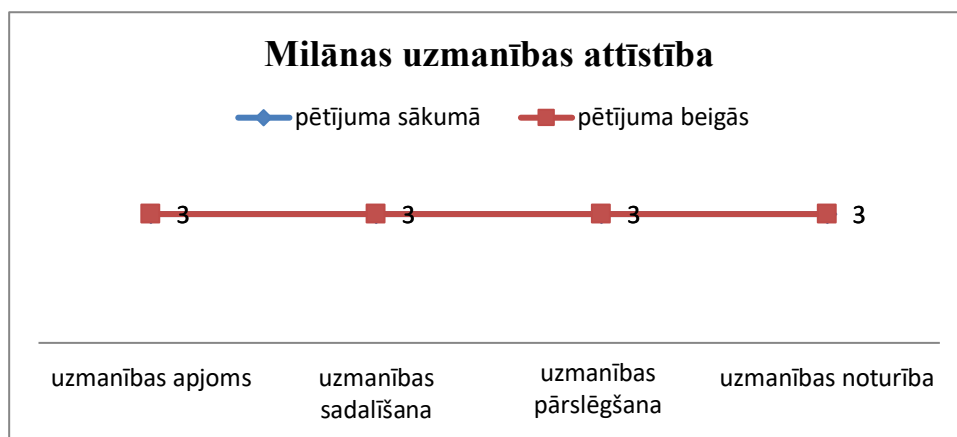 Milānas uzmanības attīstība
pētījuma sākumā pētījuma beigās
3 3 3 3
uzmanības apjoms uzmanības sadalīšana uzmanības pārslēgšana uzmanības noturība